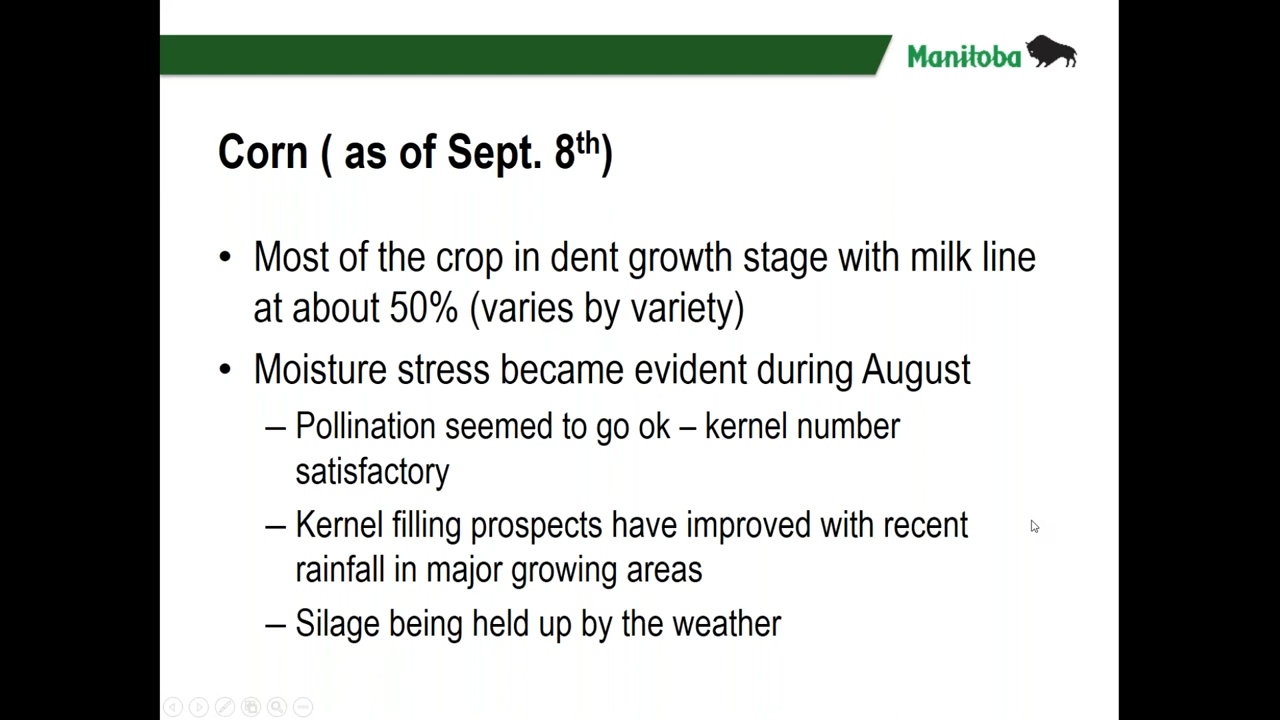 Manitoba
Corn ( as of Sept. 8th)
• Most of the crop in dent growth stage with milk line
at about 50% (varies by variety)
• Moisture stress became evident during August
– Pollination seemed to go ok – kernel number
satisfactory
– Kernel filling prospects have improved with recent
rainfall in major growing areas
– Silage being held up by the weather